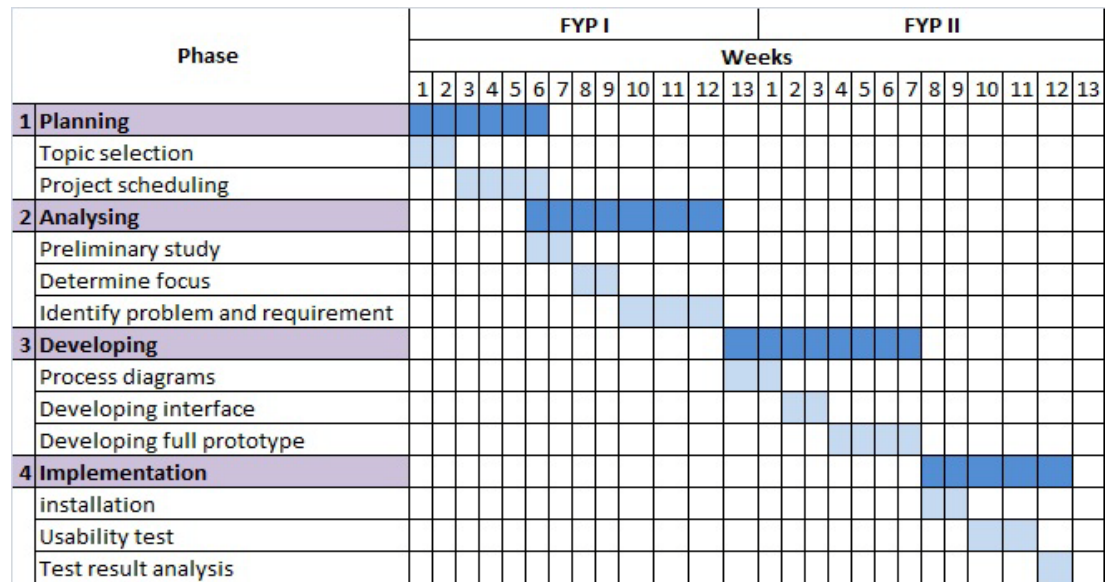 FYP I FYP II
Phase
Weeks
1 2 3 4 5 6 7 8 9 10 11 12 13 1 2 3 4 5 6 7 8 9 10 11 12 13
1 Planning
Topic selection
Project scheduling
2 Analysing
Preliminary study
Determine focus
Identify problem and requirement
3 Developing
Process diagrams
Developing interface
Developing full prototype
4 Implementation
installation
Usability test
Test result analysis